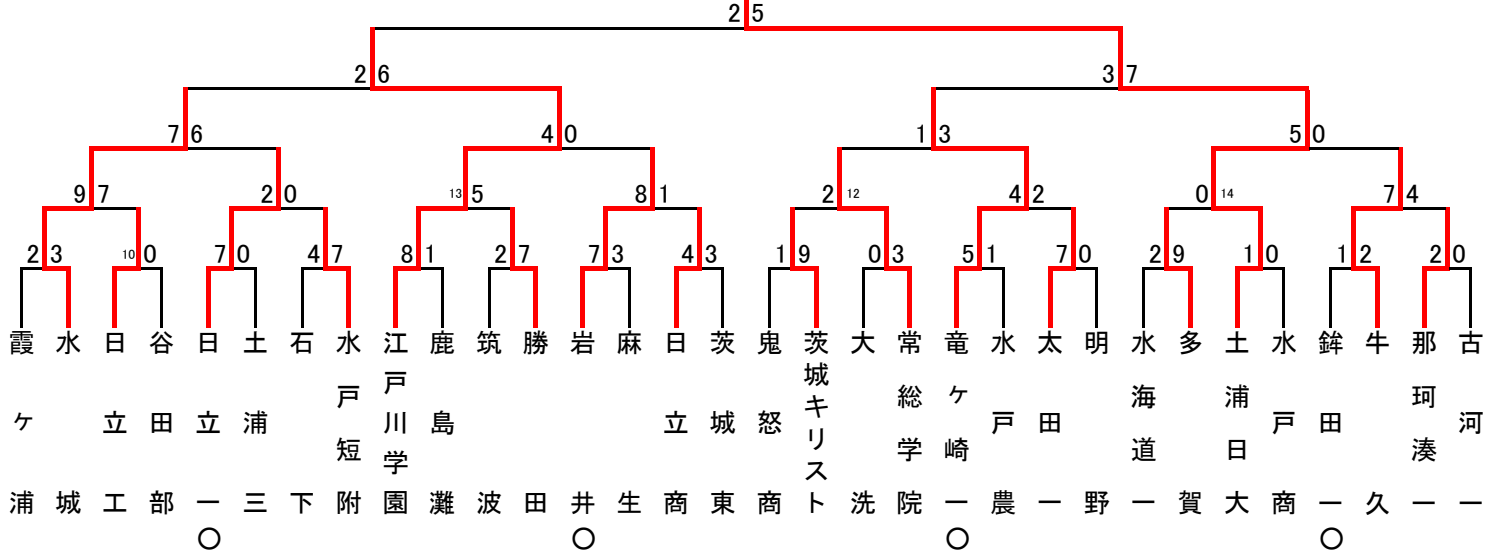 2 5
2 6 3 7
7 6 4 0 1 3 5 0
9 7 2 0 13 5 8 1 2 12 4 2 0 14 7 4
2 3 10 0 7 0 4 7 8 1 2 7 7 3 4 3 1 9 0 3 5 1 7 0 2 9 1 0 1 2 2 0
霞ヶ浦
水城
日立工
谷田部
日立一
土浦三
石下
水戸短附
江戸川学園
鹿島灘
筑波
勝田
岩井
麻生
日立商
茨城東
鬼怒商
茨城キリスト
大洗
常総学院
竜ヶ崎一
水戸農
太田一
明野
水海道一
多賀
土浦日大
水戸商
鉾田一
牛久
那珂湊一
古河一
○ ○ ○ ○